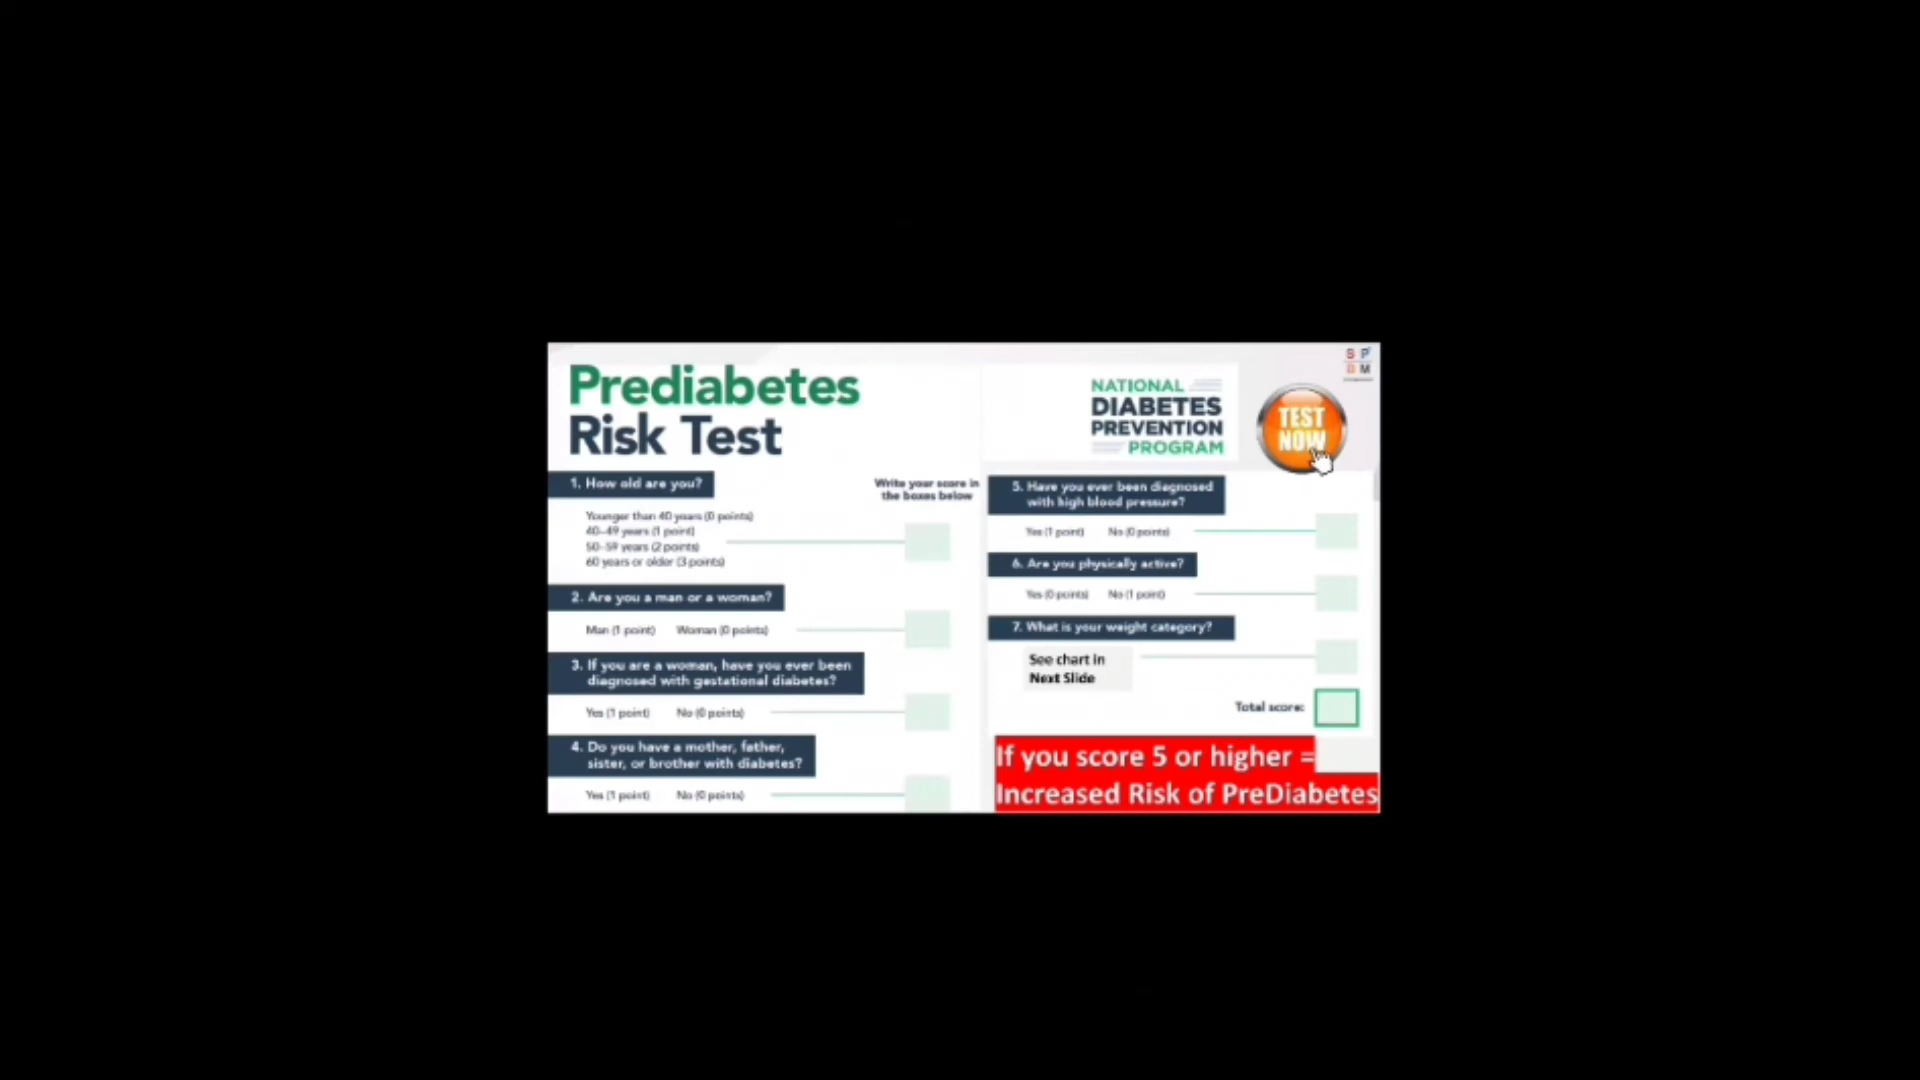 Prediabetes
Risk Test
NATIONAL
DIABETES
PREVENTION
PROGRAM
TEST
NOW
S P
M
1. How old are you?
Write your score in
the boxes below
Younger than 40 years (0 points)
40–49 years (1 point)
50–59 years (2 points)
60 years or older (3 points)
2. Are you a man or a woman?
Man (1 point) Woman (0 points)
3. If you are a woman, have you ever been
diagnosed with gestational diabetes?
Yes (1 point) No (0 points)
4. Do you have a mother, father,
sister, or brother with diabetes?
Yes (1 point) No (0 points)
5. Have you ever been diagnosed
with high blood pressure?
Yes (1 point) No (0 points)
6. Are you physically active?
Yes (0 points) No (1 point)
7. What is your weight category?
See chart in
Next Slide
Total score:
If you score 5 or higher =
Increased Risk of PreDiabetes